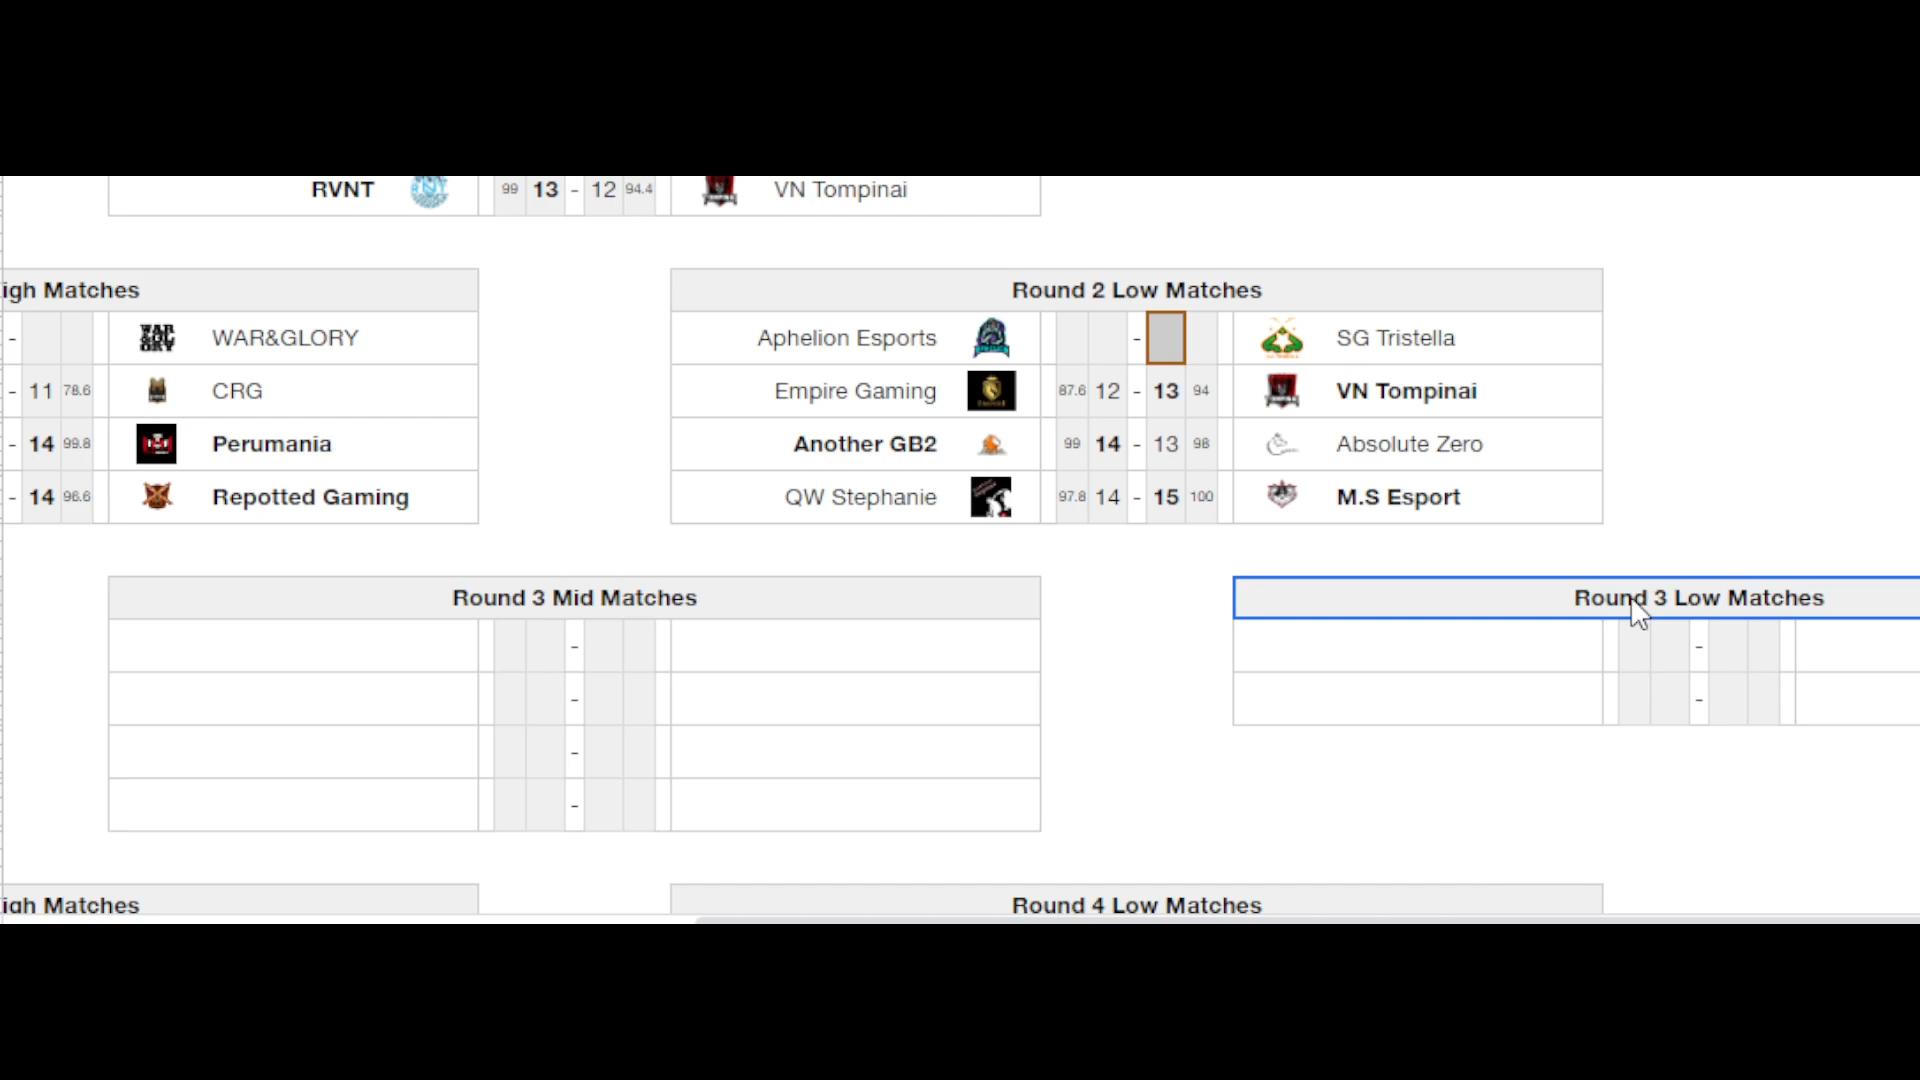 RVNT 99 13 - 12 94.4 VN Tompinai
igh Matches
Round 2 Low Matches
- WAR&GLORY
Aphelion Esports - SG Tristella
- 11 78.6 CRG
Empire Gaming 87.6 12 - 13 94 VN Tompinai
- 14 99.8 Perumania
Another GB2 99 14 - 13 98 Absolute Zero
- 14 96.6 Repotted Gaming
QW Stephanie 97.8 14 - 15 100 M.S Esport
Round 3 Mid Matches
Round 3 Low Matches
-
-
-
-
-
-
igh Matches
Round 4 Low Matches